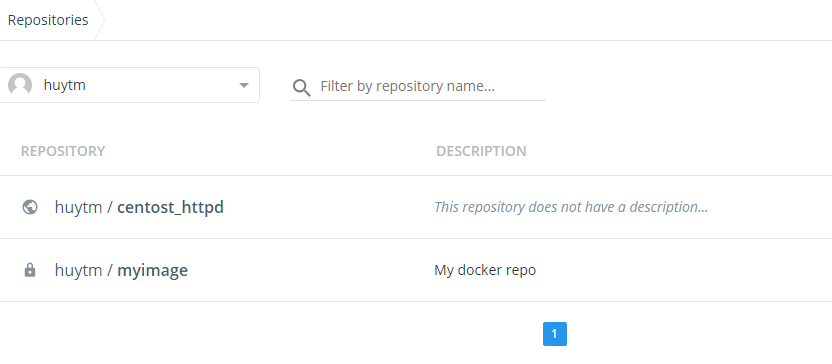 Repositories
huytm Filter by repository name...
REPOSITORY DESCRIPTION
huytm / centost_httpd This repository does not have a description...
huytm / myimage My docker repo
1